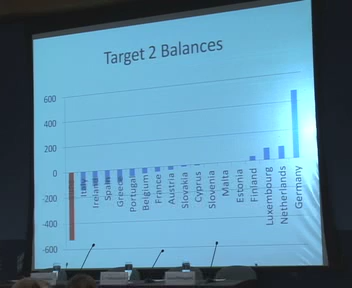 Target 2 Balances
600
400
200
0
-200
-400
-600
Italy
Ireland
Spain
Greece
Portugal
Belgium
France
Austria
Slovakia
Cyprus
Slovenia
Malta
Estonia
Finland
Luxembourg
Netherlands
Germany